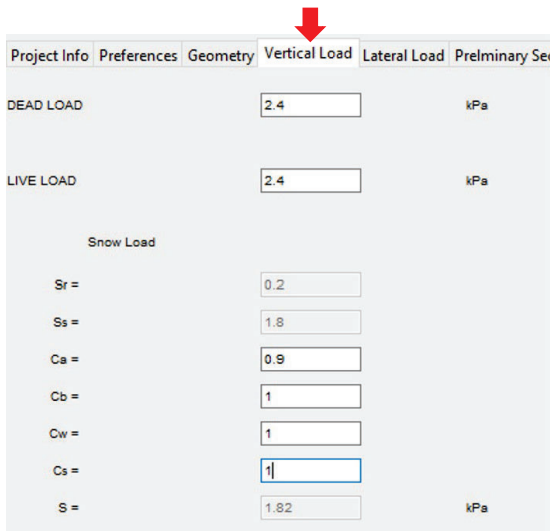 Project Info Preferences Geometry Vertical Load Lateral Load Prelminary Sec
DEAD LOAD 2.4 kPa
LIVE LOAD 2.4 kPa
Snow Load
Sr = 0.2
Ss = 1.8
Ca = 0.9
Cb = 1
Cw = 1
Cs = 1
S = 1.82 kPa